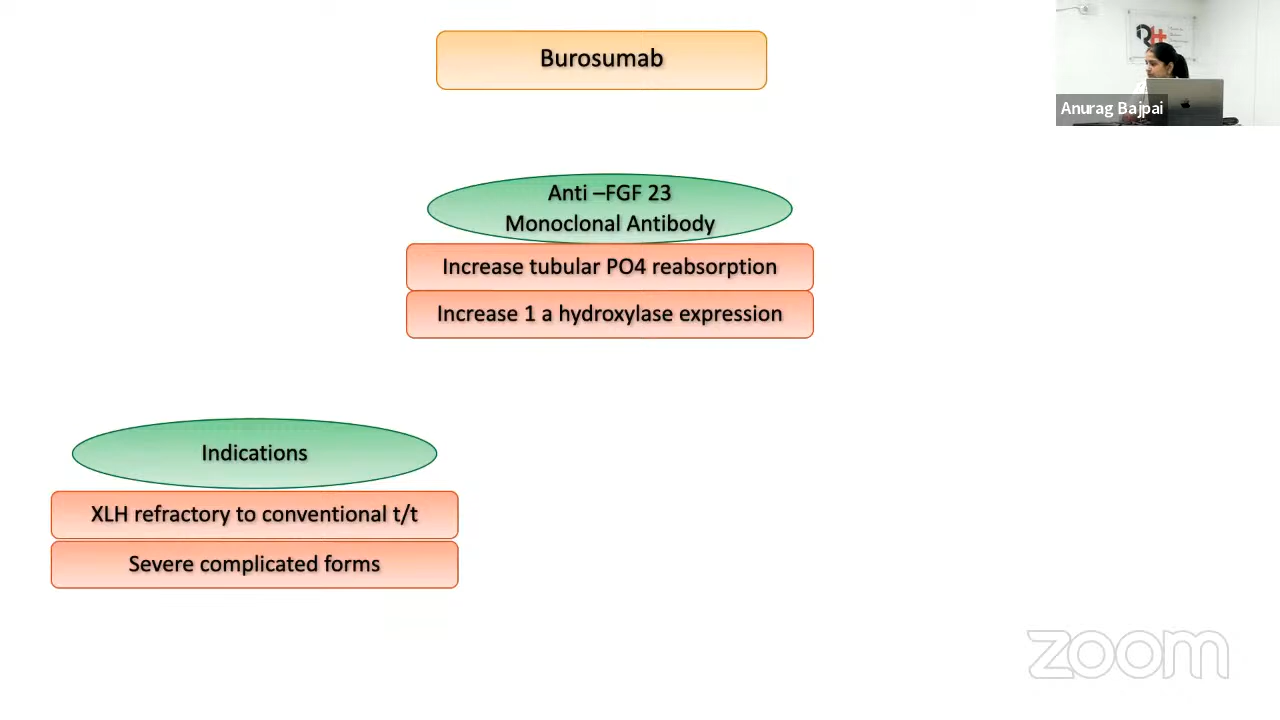 Burosumab
Anurag Bajpai
Anti –FGF 23
Monoclonal Antibody
Increase tubular PO4 reabsorption
Increase 1 a hydroxylase expression
Indications
XLH refractory to conventional t/t
Severe complicated forms
zoom